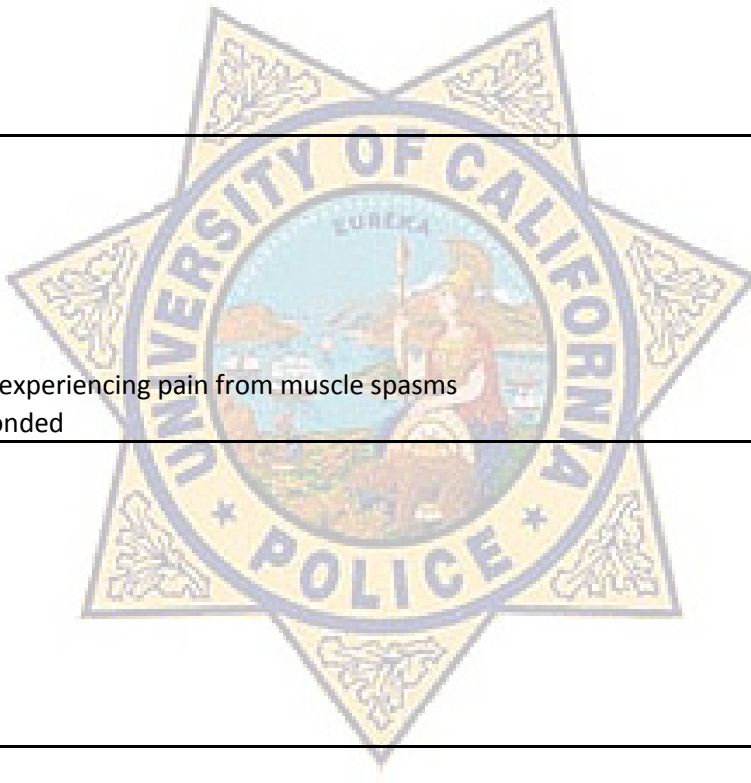 UNIVERSITY OF CALIFORNIA
EUREKA
experiencing pain from muscle spasms
onded
POLICE